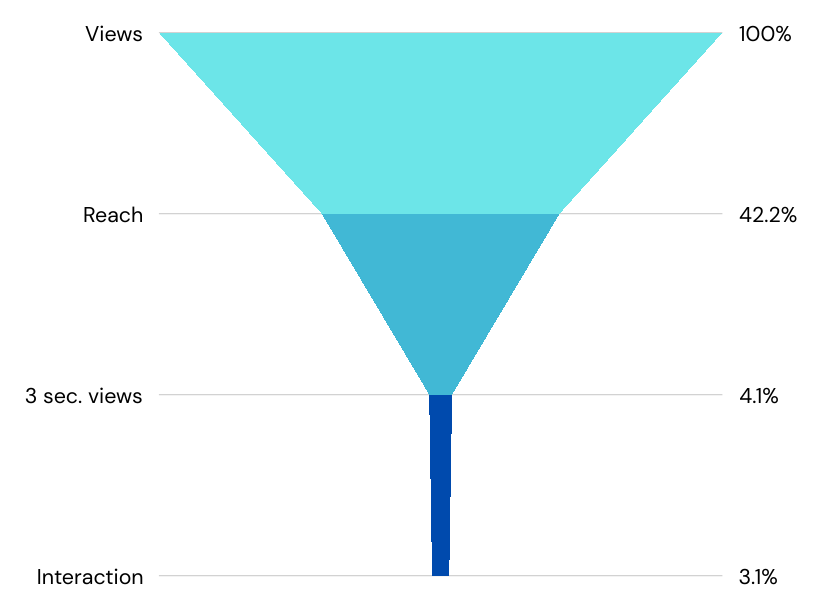 Views 100%
Reach 42.2%
3 sec. views 4.1%
Interaction 3.1%